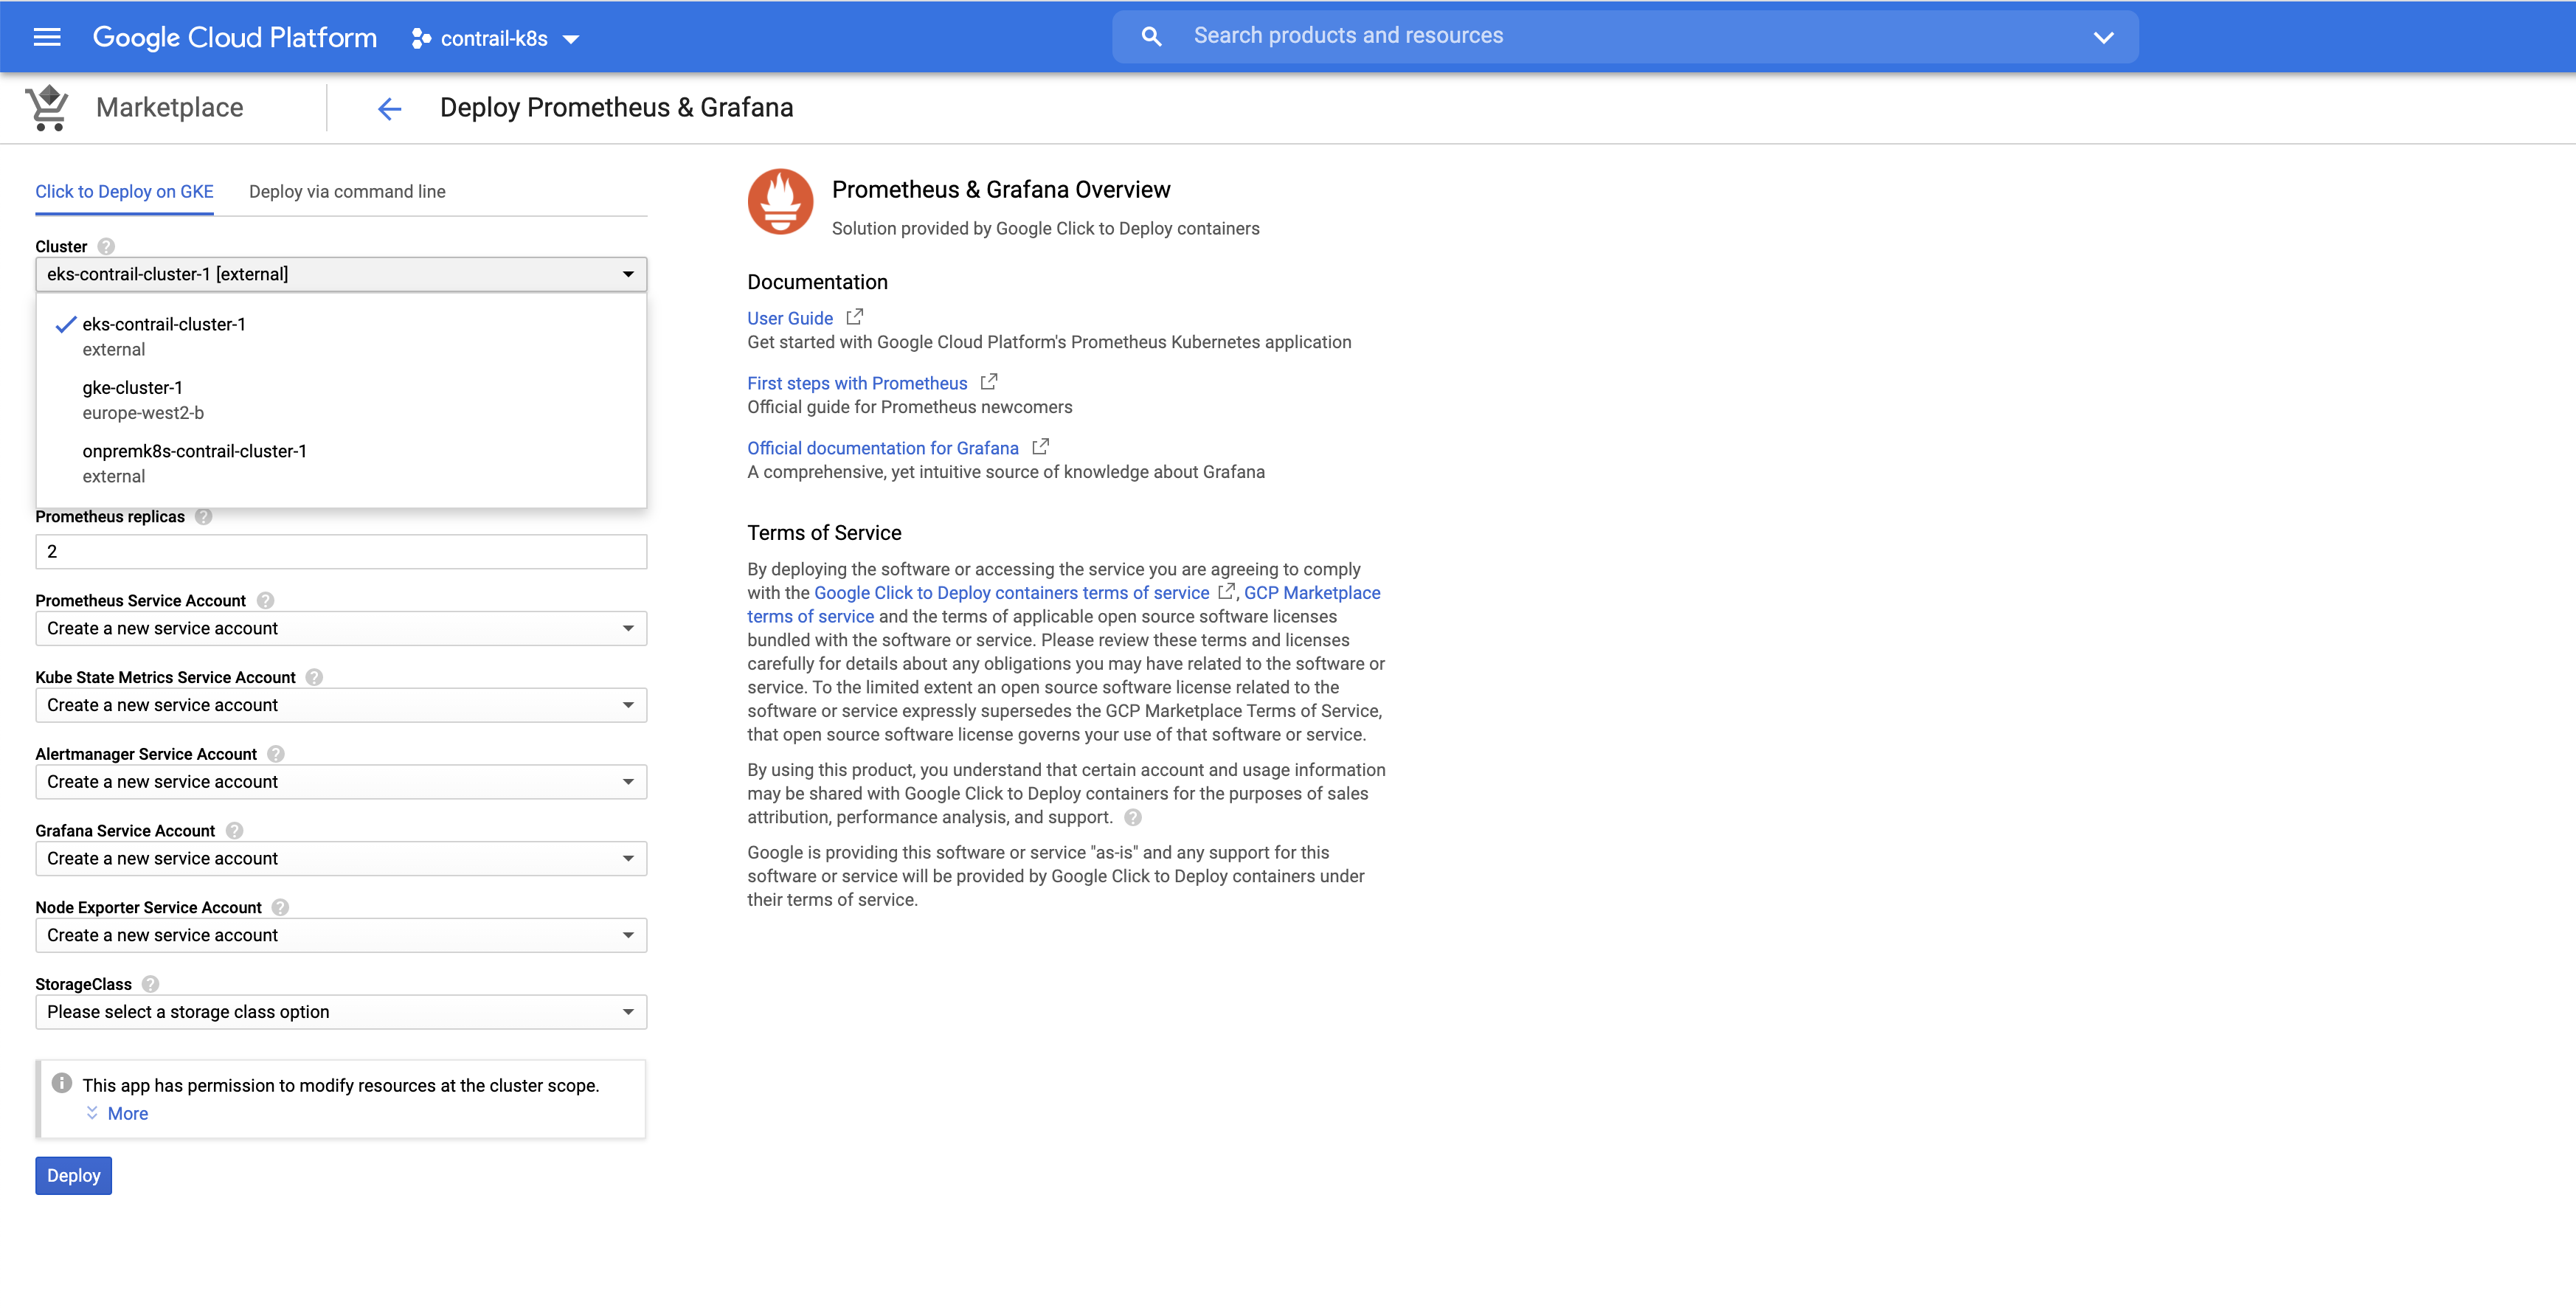 Google Cloud Platform
contrail-k8s
Search products and resources
Marketplace
Deploy Prometheus & Grafana
Click to Deploy on GKE
Deploy via command line
Cluster
eks-contrail-cluster-1 [external]
eks-contrail-cluster-1
external
gke-cluster-1
europe-west2-b
onpremk8s-contrail-cluster-1
external
Prometheus replicas
2
Prometheus Service Account
Create a new service account
Kube State Metrics Service Account
Create a new service account
Alertmanager Service Account
Create a new service account
Grafana Service Account
Create a new service account
Node Exporter Service Account
Create a new service account
StorageClass
Please select a storage class option
This app has permission to modify resources at the cluster scope.
More
Deploy
Prometheus & Grafana Overview
Solution provided by Google Click to Deploy containers
Documentation
User Guide
Get started with Google Cloud Platform's Prometheus Kubernetes application
First steps with Prometheus
Official guide for Prometheus newcomers
Official documentation for Grafana
A comprehensive, yet intuitive source of knowledge about Grafana
Terms of Service
By deploying the software or accessing the service you are agreeing to comply
with the Google Click to Deploy containers terms of service , GCP Marketplace
terms of service and the terms of applicable open source software licenses
bundled with the software or service. Please review these terms and licenses
carefully for details about any obligations you may have related to the software or
service. To the limited extent an open source software license related to the
software or service expressly supersedes the GCP Marketplace Terms of Service,
that open source software license governs your use of that software or service.
By using this product, you understand that certain account and usage information
may be shared with Google Click to Deploy containers for the purposes of sales
attribution, performance analysis, and support.
Google is providing this software or service "as-is" and any support for this
software or service will be provided by Google Click to Deploy containers under
their terms of service.